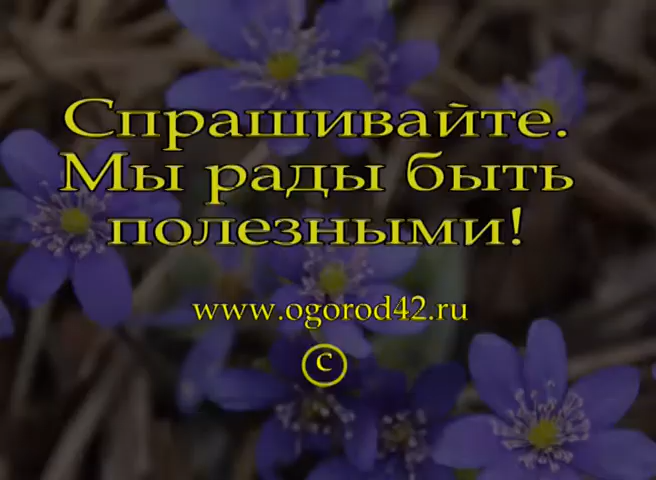 Спрашивайте.
Мы рады быть
полезными!
www.ogorod42.ru
©